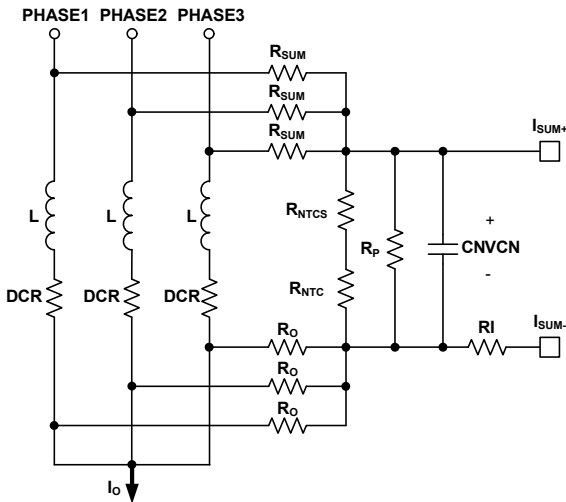 PHASE1 PHASE2 PHASE3
RSUM
RSUM
RSUM
ISUM+
L
L
L
RNTCS
RP
+
CNVCN
-
RNTC
DCR
DCR
DCR
RO
RI
ISUM-
RO
RO
IO